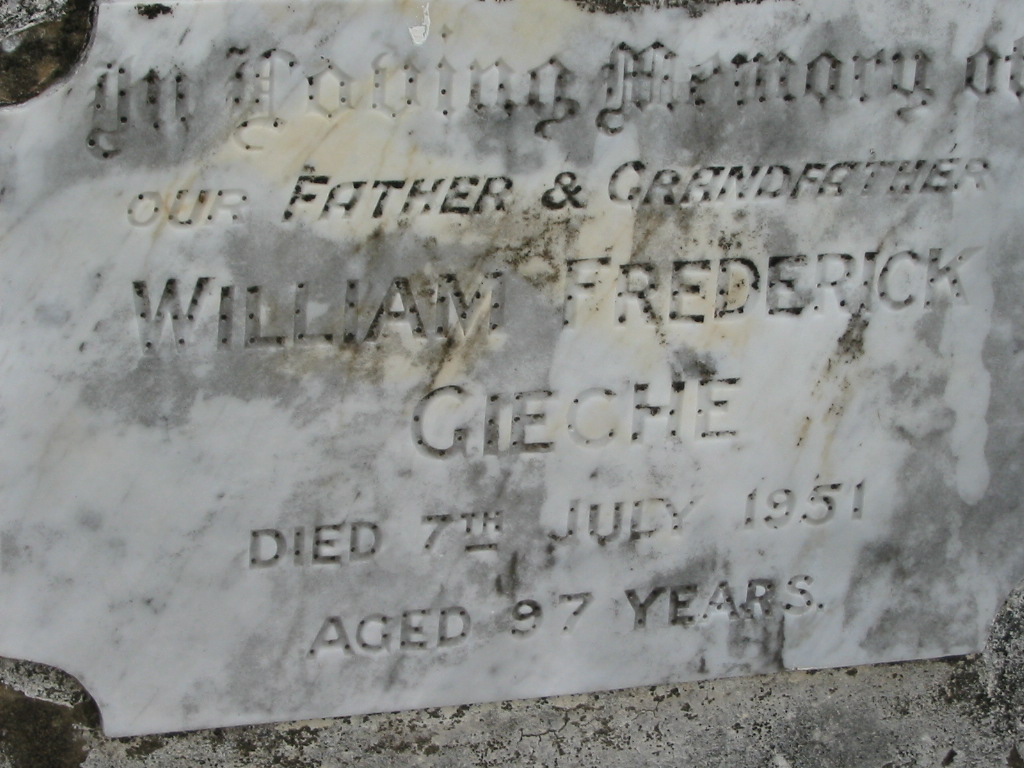 In Loving Memory of
OUR FATHER & GRANDFATHER
WILLIAM FREDERICK
GIECHE
DIED 7TH JULY 1951
AGED 97 YEARS.